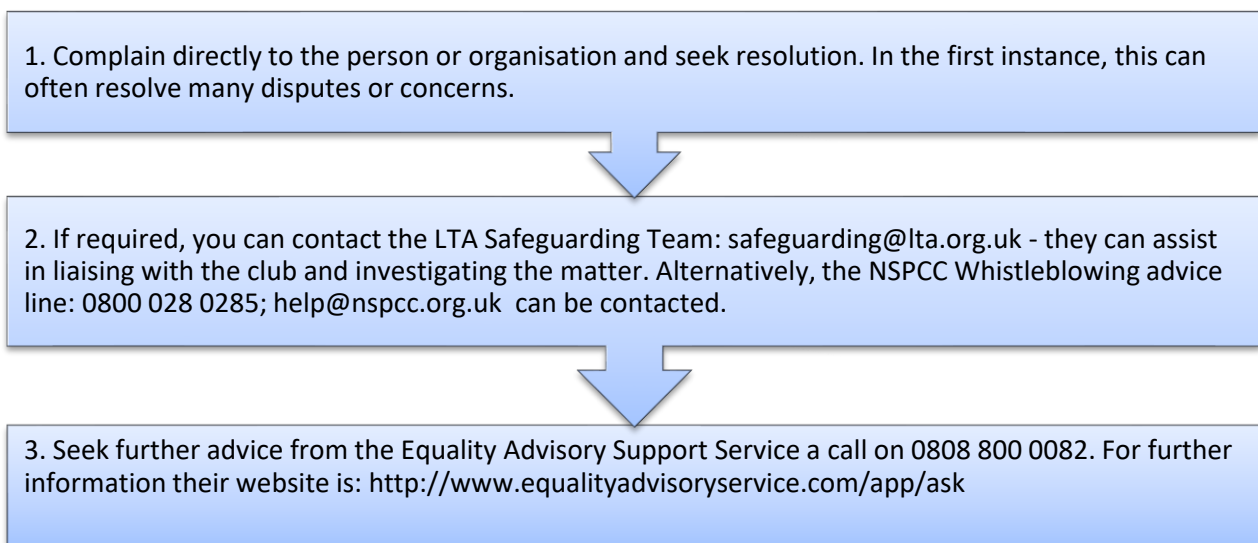 1. Complain directly to the person or organisation and seek resolution. In the first instance, this can
often resolve many disputes or concerns.
2. If required, you can contact the LTA Safeguarding Team: safeguarding@lta.org.uk - they can assist
in liaising with the club and investigating the matter. Alternatively, the NSPCC Whistleblowing advice
line: 0800 028 0285; help@nspcc.org.uk  can be contacted.
3. Seek further advice from the Equality Advisory Support Service a call on 0808 800 0082. For further
information their website is: http://www.equalityadvisoryservice.com/app/ask